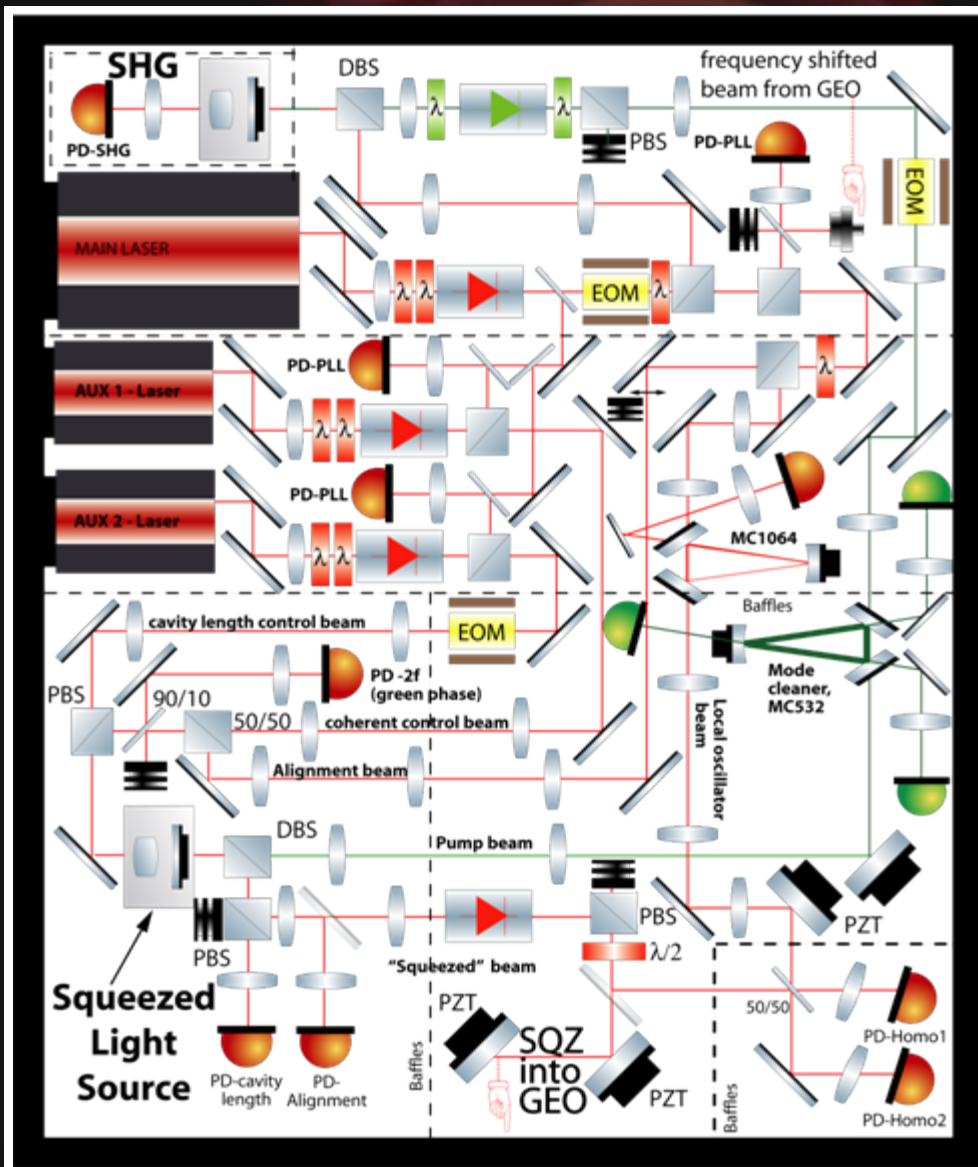 SHG
PD-SHG
DBS
λ
λ
PBS
frequency shifted
beam from GEO
PD-PLL
EOM
MAIN LASER
λ
λ
EOM
λ
AUX 1 - Laser
PD-PLL
λ
λ
λ
AUX 2 - Laser
PD-PLL
λ
λ
MC1064
Baffles
cavity length control beam
EOM
PD -2f
(green phase)
Mode
cleaner,
MC532
PBS
90/10
50/50
coherent control beam
Local oscillator
beam
Alignment beam
DBS
Pump beam
PBS
PBS
λ/2
PZT
"Squeezed" beam
Squeezed
Light
Source
PD-cavity
length
PD-
Alignment
Baffles
PZT
SQZ
into
GEO
PZT
50/50
PD-Homo1
PD-Homo2
Baffles